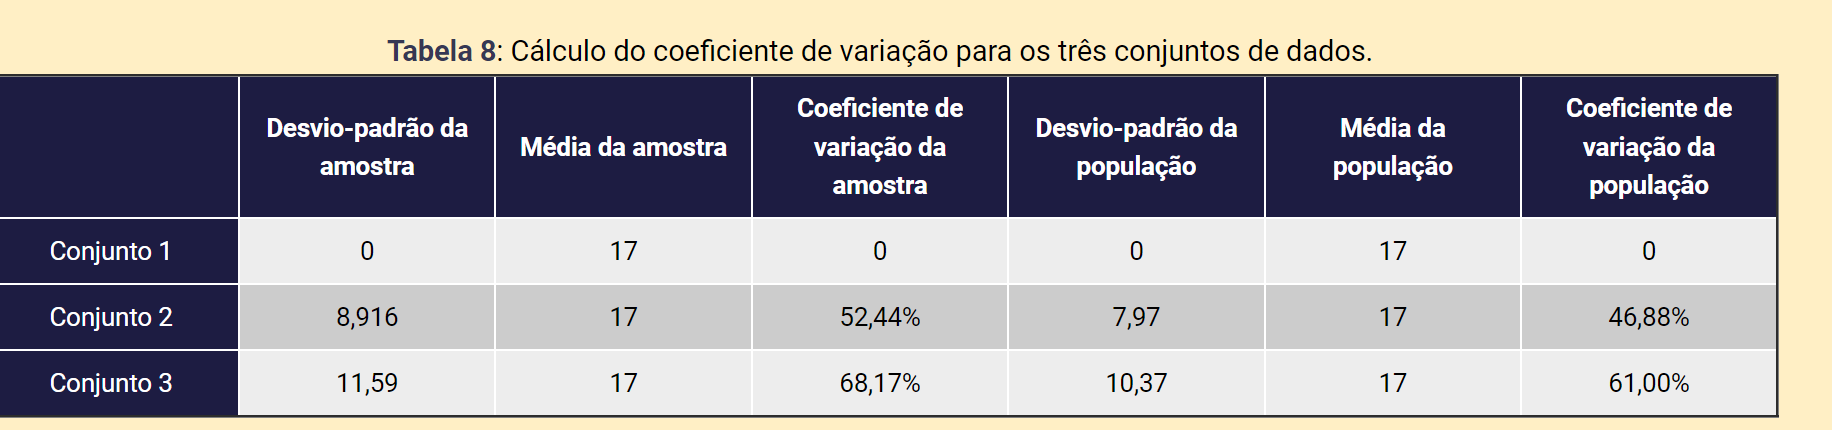 Tabela 8: Cálculo do coeficiente de variação para os três conjuntos de dados.
Desvio-padrão da amostra | Média da amostra | Coeficiente de variação da amostra | Desvio-padrão da população | Média da população | Coeficiente de variação da população
Conjunto 1 | 0 | 17 | 0 | 0 | 17 | 0
Conjunto 2 | 8,916 | 17 | 52,44% | 7,97 | 17 | 46,88%
Conjunto 3 | 11,59 | 17 | 68,17% | 10,37 | 17 | 61,00%